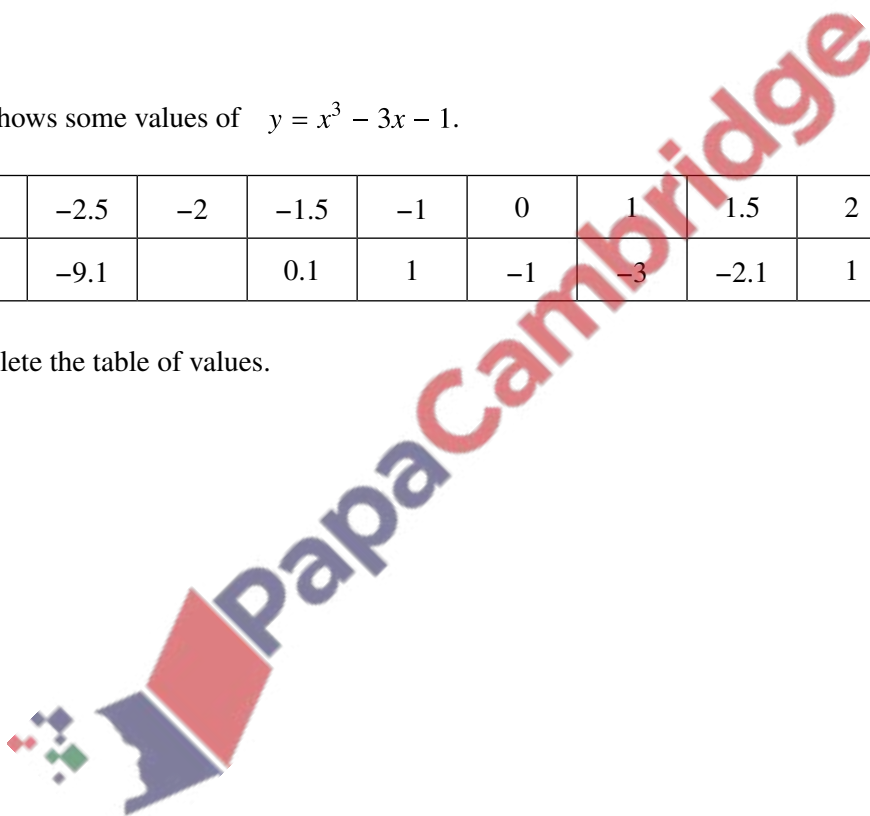 hows some values of y = x³ − 3x − 1.
−2.5 −2 −1.5 −1 0 1 1.5 2
−9.1 0.1 1 −1 −3 −2.1 1
lete the table of values.
PapaCambridge